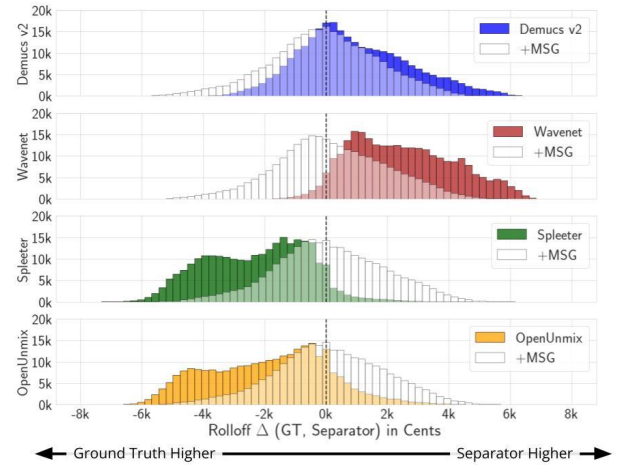 20k
15k
10k
5k
0k
Demucs v2
Demucs v2
+MSG
20k
15k
10k
5k
0k
Wavenet
Wavenet
+MSG
20k
15k
10k
5k
0k
Spleeter
Spleeter
+MSG
20k
15k
10k
5k
0k
OpenUnmix
OpenUnmix
+MSG
-8k -6k -4k -2k 0k 2k 4k 6k 8k
Rolloff Δ (GT, Separator) in Cents
Ground Truth Higher Separator Higher